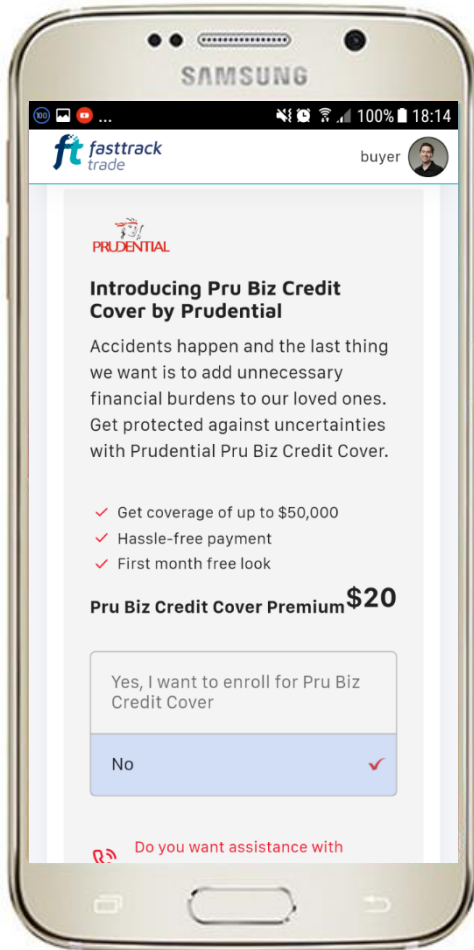 SAMSUNG
100 ... 100% 18:14
ft fasttrack
trade
buyer
PRUDENTIAL
Introducing Pru Biz Credit
Cover by Prudential
Accidents happen and the last thing
we want is to add unnecessary
financial burdens to our loved ones.
Get protected against uncertainties
with Prudential Pru Biz Credit Cover.
Get coverage of up to $50,000
Hassle-free payment
First month free look
Pru Biz Credit Cover Premium $20
Yes, I want to enroll for Pru Biz
Credit Cover
No
Do you want assistance with